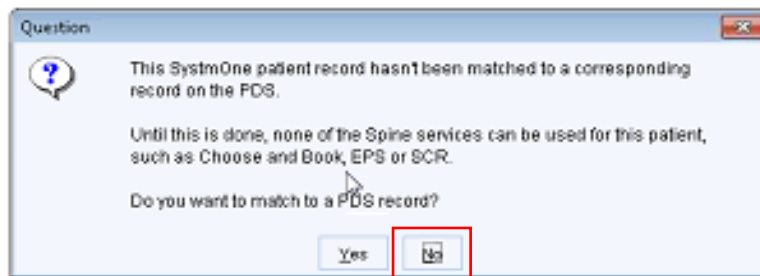 Question
This SystmOne patient record hasn't been matched to a corresponding
record on the PDS.
Until this is done, none of the Spine services can be used for this patient,
such as Choose and Book, EPS or SCR.
Do you want to match to a PDS record?
Yes No